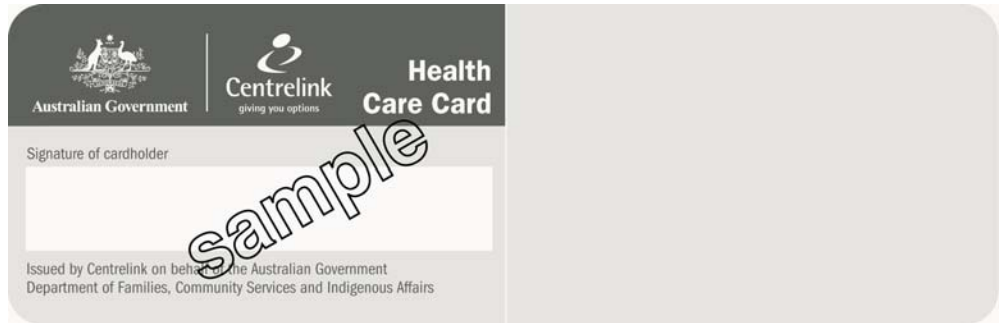 Australian Government
Centrelink
giving you options
Health
Care Card
Signature of cardholder
sample
Issued by Centrelink on behalf of the Australian Government
Department of Families, Community Services and Indigenous Affairs